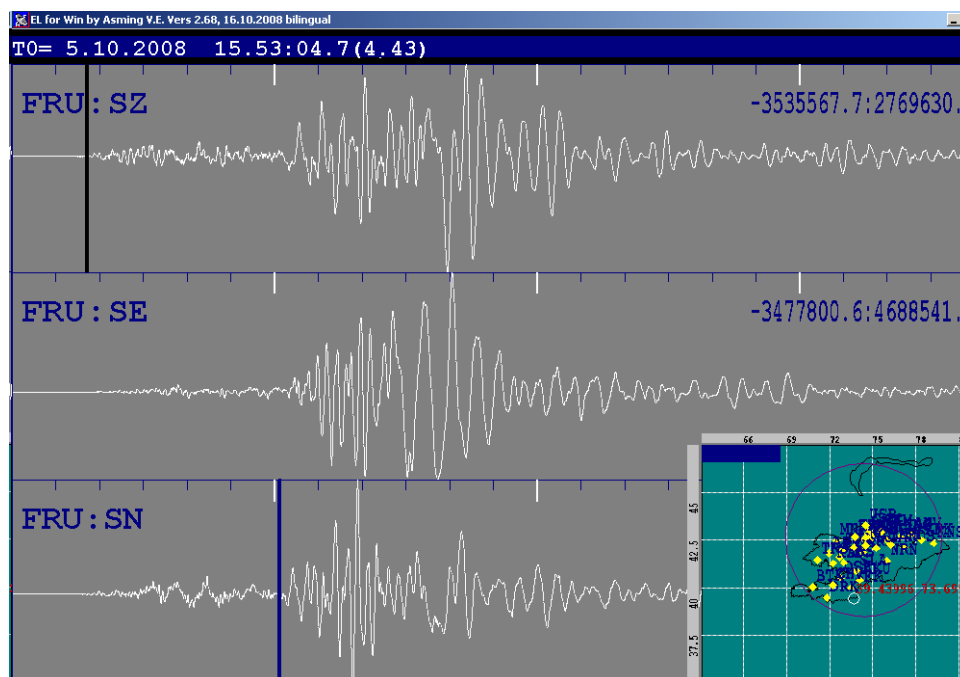 EL for Win by Asming V.E. Vers 2.68, 16.10.2008 bilingual
T0= 5.10.2008 15.53:04.7(4.43)
FRU:SZ
-3535567.7:2769630.
FRU:SE
-3477800.6:4688541.
FRU:SN
66 69 72 75 78
45
42.5
40
37.5
NRN